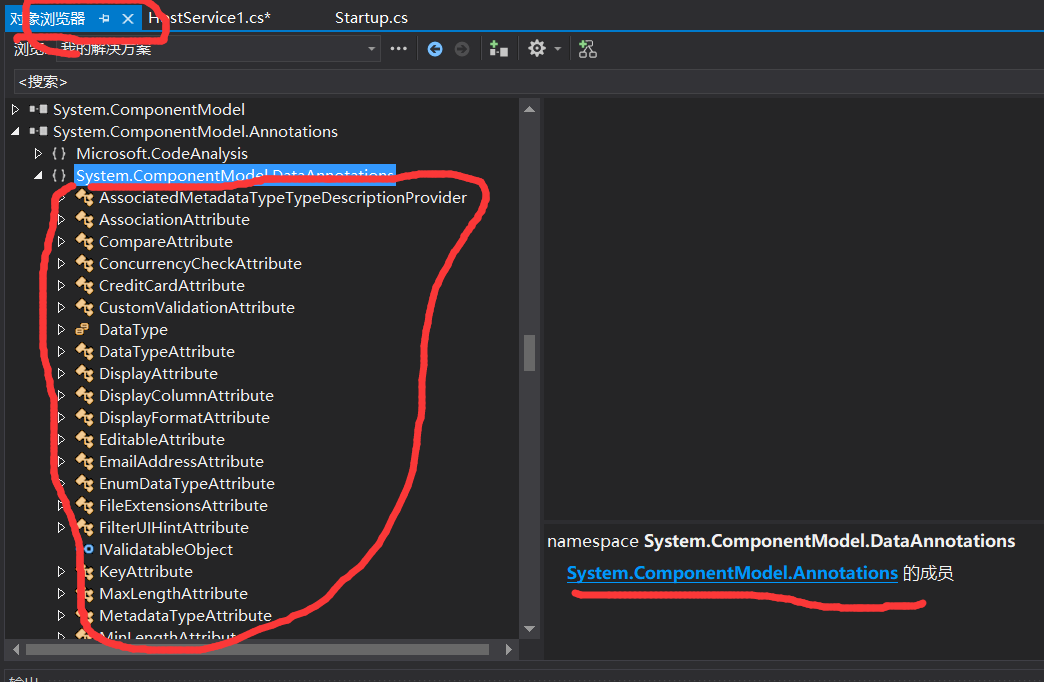 对象浏览器 HostService1.cs* Startup.cs
浏览: 我的解决方案
<搜索>
System.ComponentModel
System.ComponentModel.Annotations
Microsoft.CodeAnalysis
System.ComponentModel.DataAnnotations
AssociatedMetadataTypeTypeDescriptionProvider
AssociationAttribute
CompareAttribute
ConcurrencyCheckAttribute
CreditCardAttribute
CustomValidationAttribute
DataType
DataTypeAttribute
DisplayAttribute
DisplayColumnAttribute
DisplayFormatAttribute
EditableAttribute
EmailAddressAttribute
EnumDataTypeAttribute
FileExtensionsAttribute
FilterUIHintAttribute
IValidatableObject
KeyAttribute
MaxLengthAttribute
MetadataTypeAttribute
MinLengthAttribute
namespace System.ComponentModel.DataAnnotations
System.ComponentModel.Annotations 的成员
输出